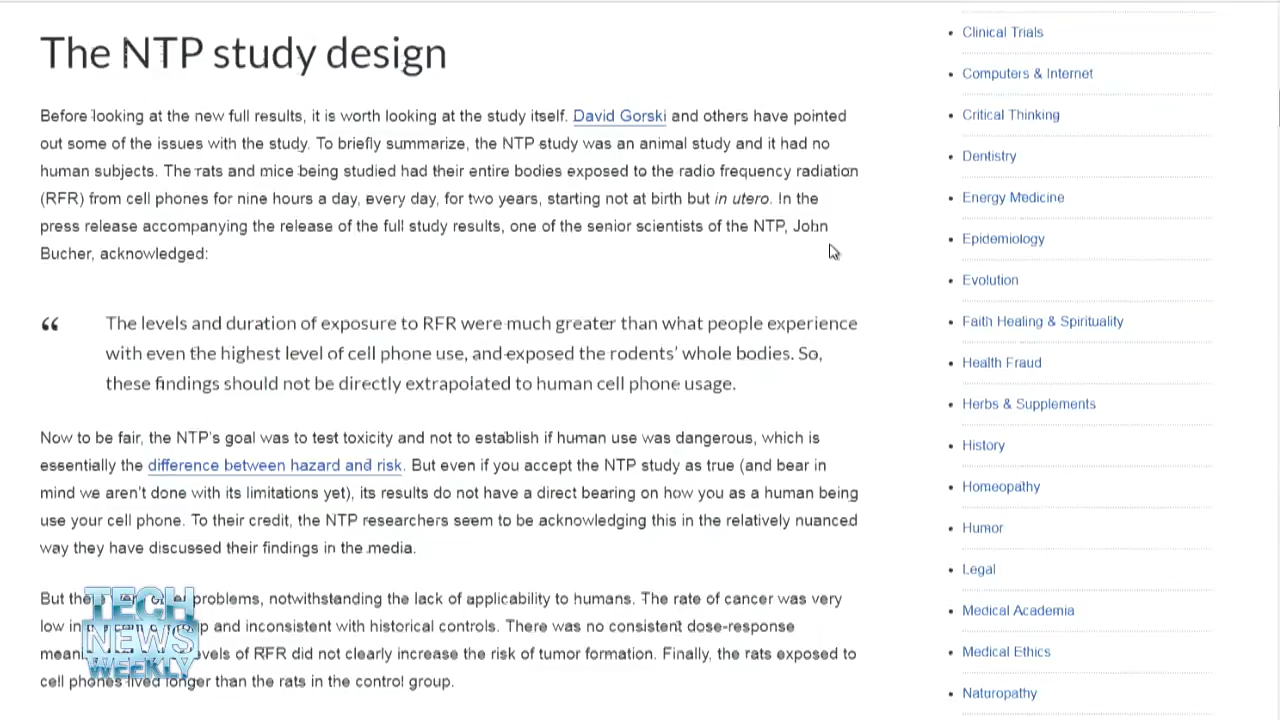 The NTP study design
Before looking at the new full results, it is worth looking at the study itself. David Gorski and others have pointed
out some of the issues with the study. To briefly summarize, the NTP study was an animal study and it had no
human subjects. The rats and mice being studied had their entire bodies exposed to the radio frequency radiation
(RFR) from cell phones for nine hours a day, every day, for two years, starting not at birth but in utero. In the
press release accompanying the release of the full study results, one of the senior scientists of the NTP, John
Bucher, acknowledged:
“ The levels and duration of exposure to RFR were much greater than what people experience
with even the highest level of cell phone use, and exposed the rodents’ whole bodies. So,
these findings should not be directly extrapolated to human cell phone usage.
Now to be fair, the NTP's goal was to test toxicity and not to establish if human use was dangerous, which is
essentially the difference between hazard and risk. But even if you accept the NTP study as true (and bear in
mind we aren't done with its limitations yet), its results do not have a direct bearing on how you as a human being
use your cell phone. To their credit, the NTP researchers seem to be acknowledging this in the relatively nuanced
way they have discussed their findings in the media.
But problems, notwithstanding the lack of applicability to humans. The rate of cancer was very
low in and inconsistent with historical controls. There was no consistent dose-response
of RFR did not clearly increase the risk of tumor formation. Finally, the rats exposed to
cell phones lived longer than the rats in the control group.
TECH
NEWS
WEEKLY
• Clinical Trials
• Computers & Internet
• Critical Thinking
• Dentistry
• Energy Medicine
• Epidemiology
• Evolution
• Faith Healing & Spirituality
• Health Fraud
• Herbs & Supplements
• History
• Homeopathy
• Humor
• Legal
• Medical Academia
• Medical Ethics
• Naturopathy